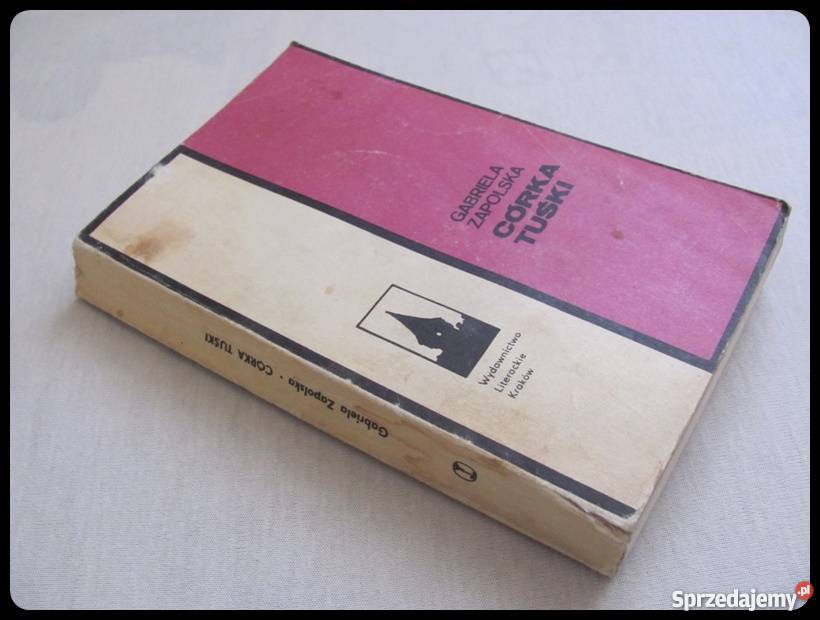 GABRIELA
ZAPOLSKA
CÓRKA
TUŚKI
Wydawnictwo
Literackie
Kraków
Gabriela Zapolska · CÓRKA TUŚKI
Sprzedajemy.pl